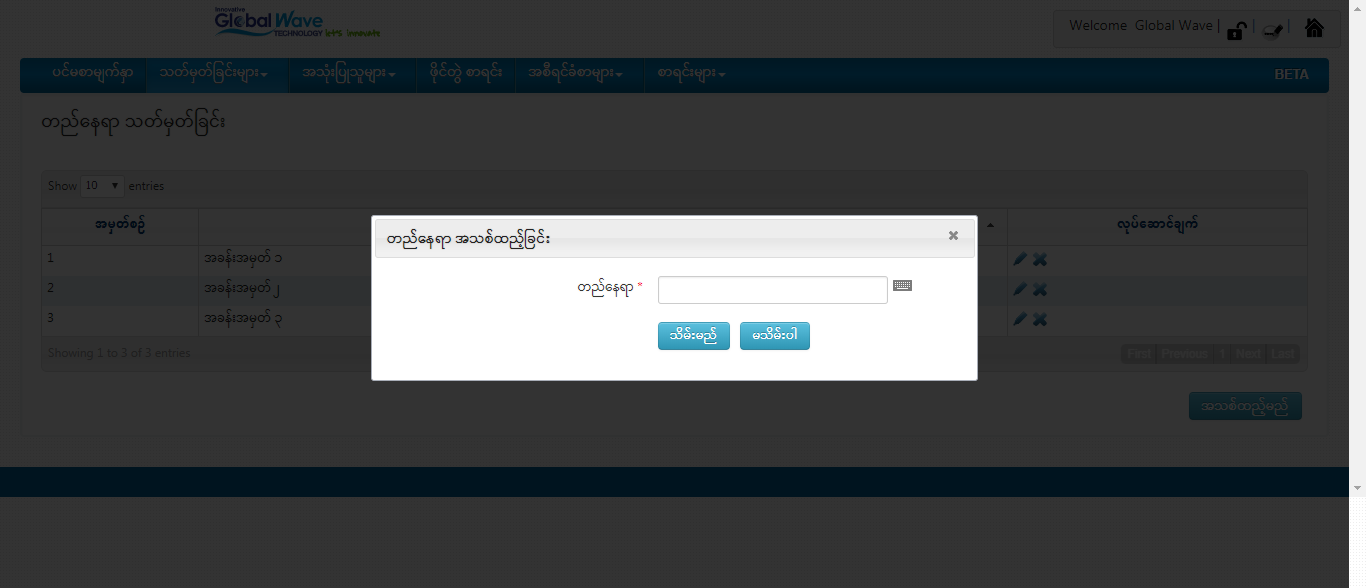 Innovative
Global Wave
TECHNOLOGY let's innovate
Welcome Global Wave
ပင်မစာမျက်နှာ သတ်မှတ်ခြင်းများ အသုံးပြုသူများ ဖိုင်တွဲ စာရင်း အစီရင်ခံစာများ စာရင်းများ BETA
တည်နေရာ သတ်မှတ်ခြင်း
Show 10 entries
အမှတ်စဉ် လုပ်ဆောင်ချက်
တည်နေရာ အသစ်ထည့်ခြင်း
1 အခန်းအမှတ် ၁
တည်နေရာ *
2 အခန်းအမှတ်၂
3 အခန်းအမှတ် ၃
သိမ်းမည် မသိမ်းပါ
Showing 1 to 3 of 3 entries First Previous 1 Next Last
အသစ်ထည့်မည်